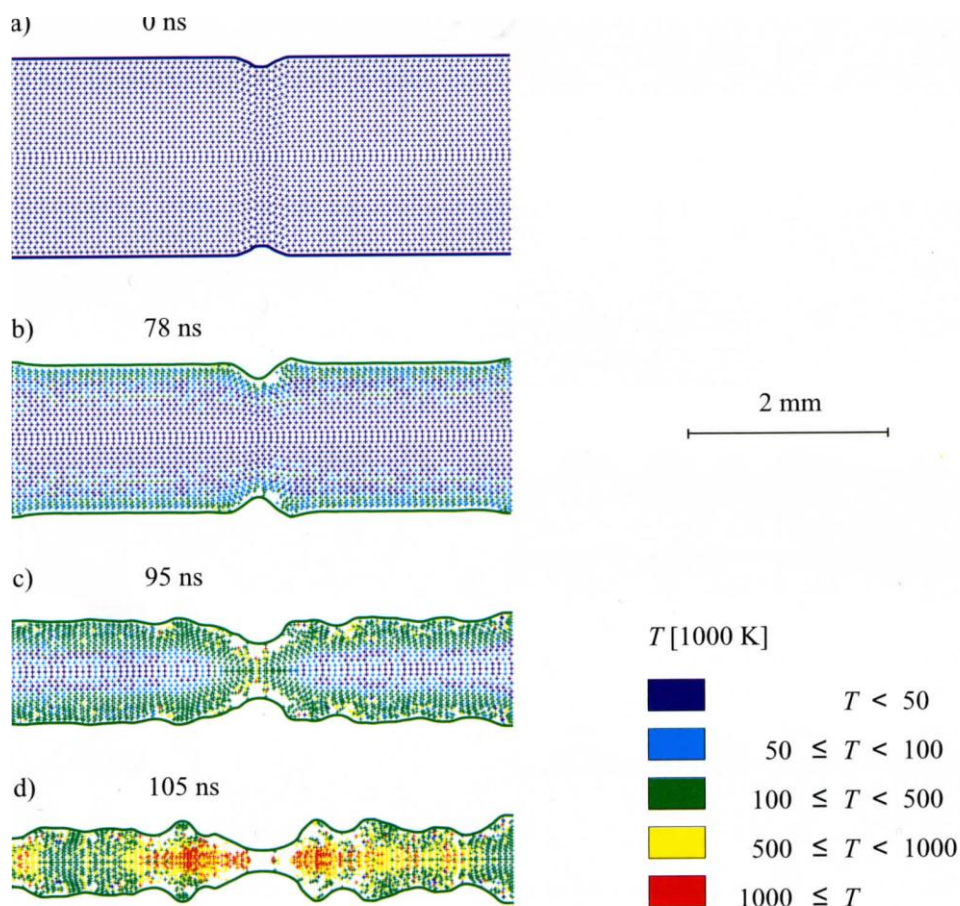 a) 0 ns
b) 78 ns
2 mm
c) 95 ns
T [1000 K]
T < 50
50 ≤ T < 100
d) 105 ns
100 ≤ T < 500
500 ≤ T < 1000
1000 ≤ T